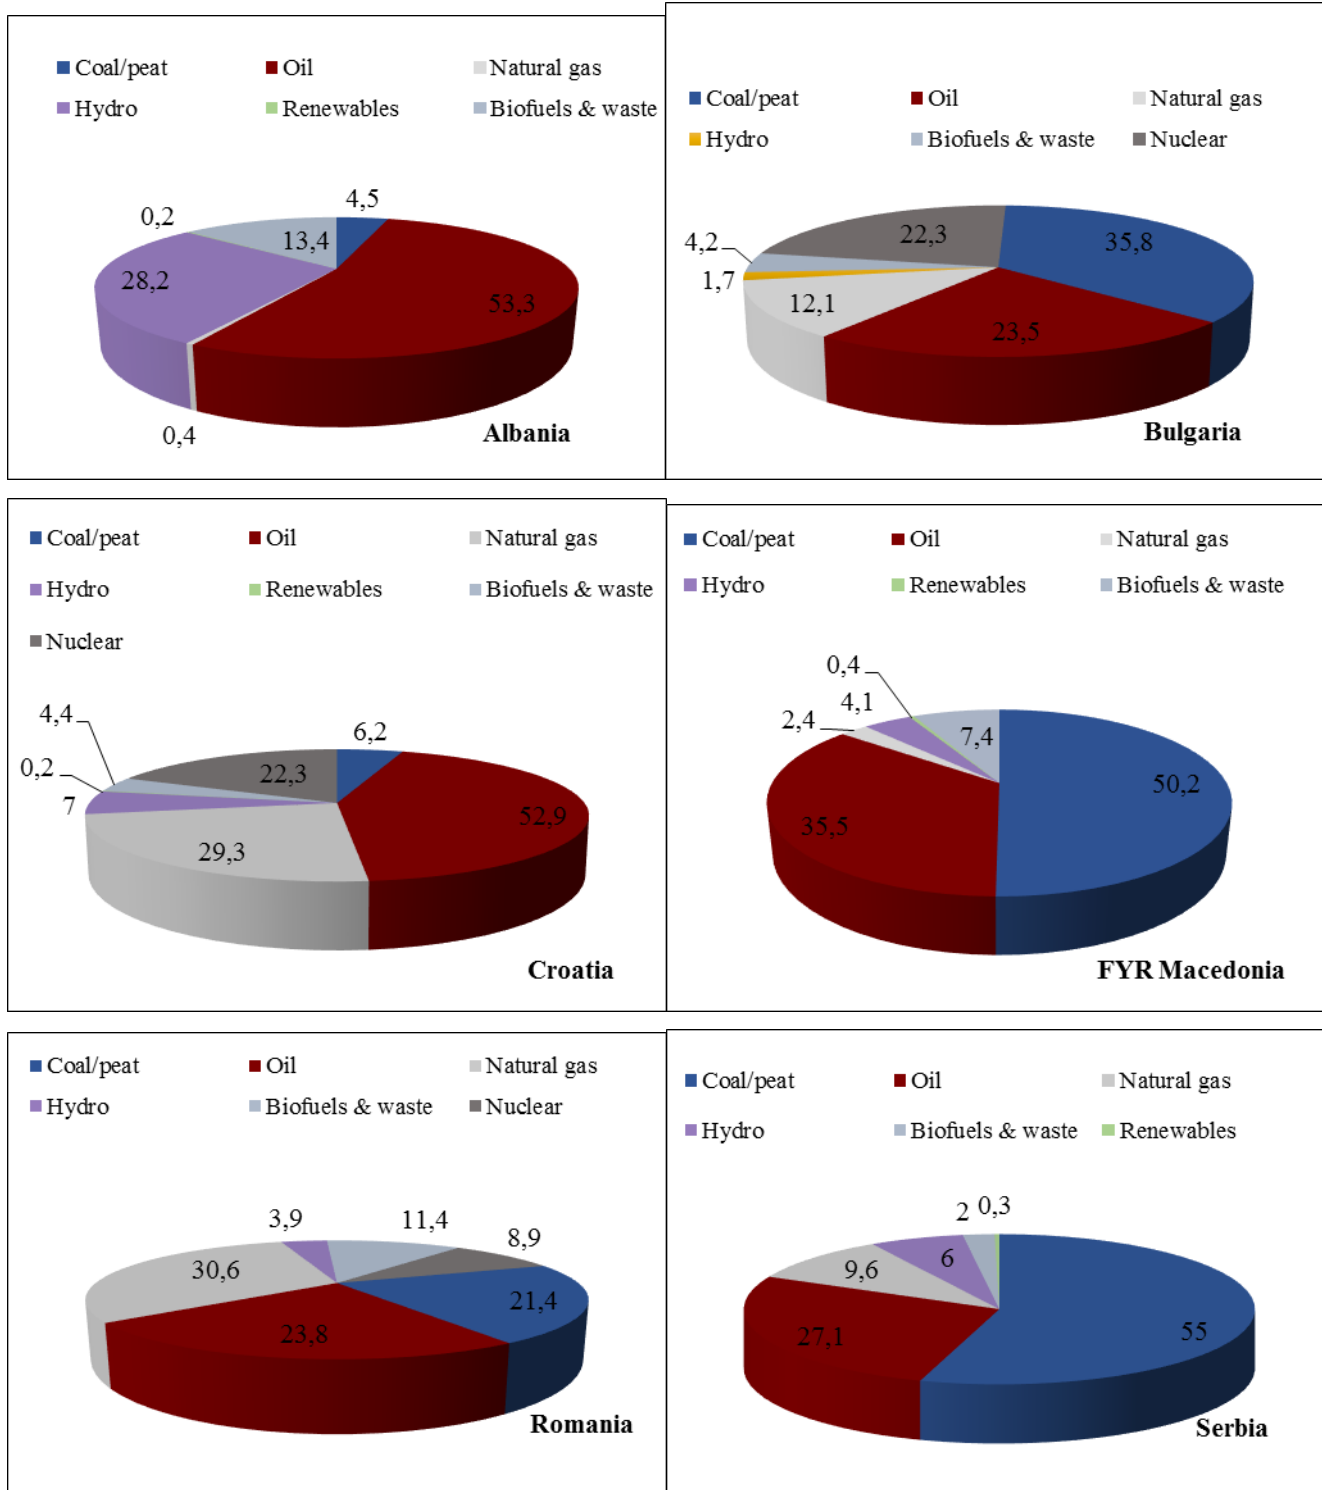 Coal/peat Oil Natural gas
Hydro Renewables Biofuels & waste
4,5
0,2
13,4
28,2
53,3
0,4
Albania
Coal/peat Oil Natural gas
Hydro Biofuels & waste Nuclear
22,3
35,8
4,2
1,7
12,1
23,5
Bulgaria
Coal/peat Oil Natural gas
Hydro Renewables Biofuels & waste
Nuclear
4,4
6,2
0,2
22,3
7
52,9
29,3
Croatia
Coal/peat Oil Natural gas
Hydro Renewables Biofuels & waste
0,4
4,1
2,4
7,4
50,2
35,5
FYR Macedonia
Coal/peat Oil Natural gas
Hydro Biofuels & waste Nuclear
3,9
11,4
8,9
30,6
21,4
23,8
Romania
Coal/peat Oil Natural gas
Hydro Biofuels & waste Renewables
2
0,3
9,6
6
27,1
55
Serbia